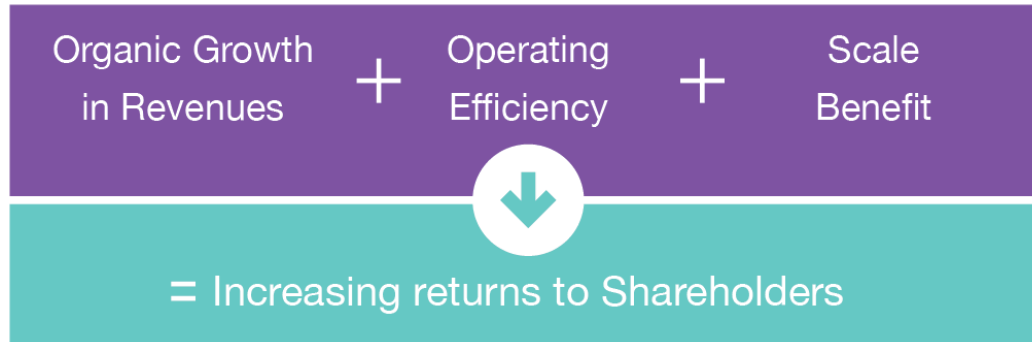 Organic Growth
in Revenues
+
Operating
Efficiency
+
Scale
Benefit
= Increasing returns to Shareholders